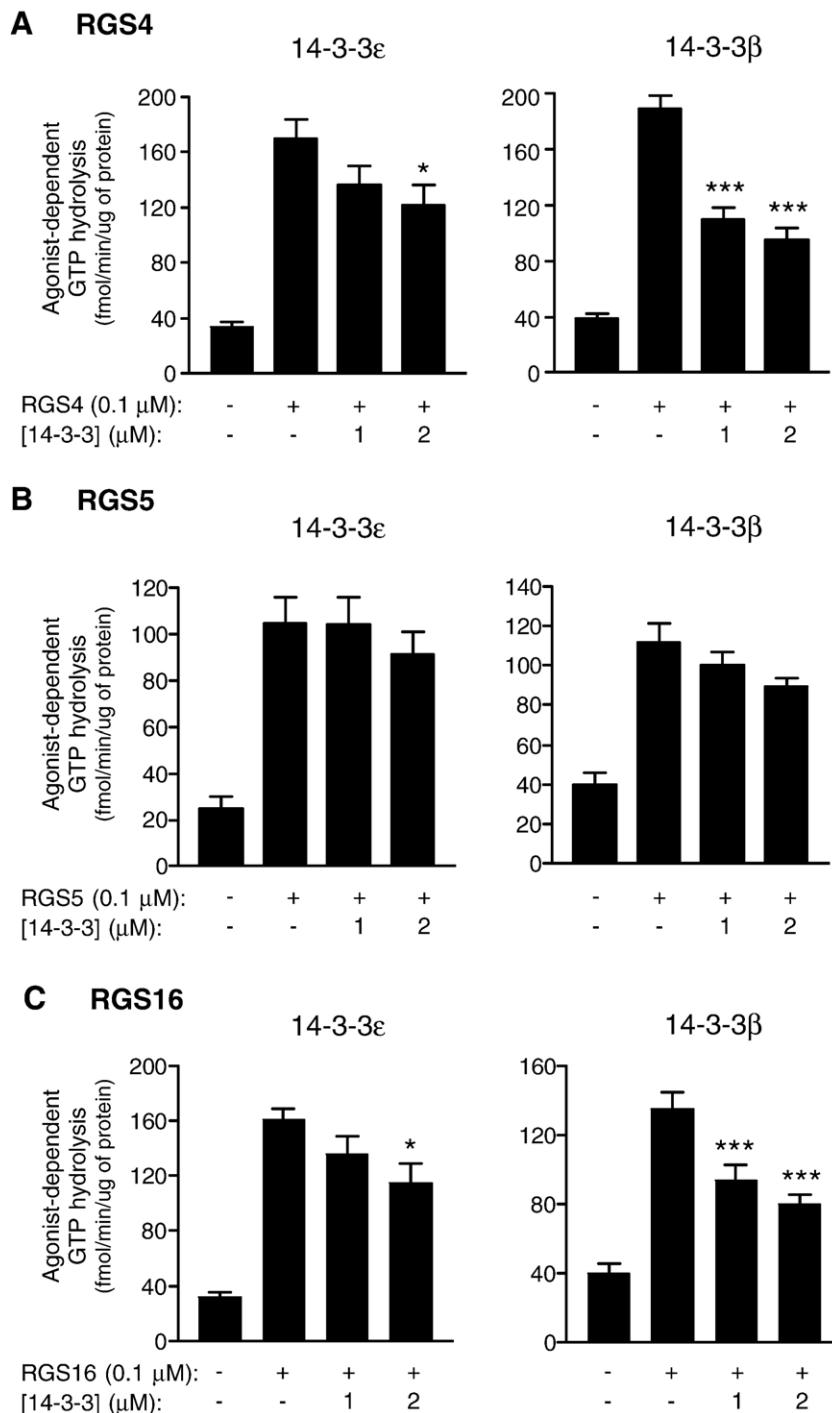 A RGS4
14-3-3ε
14-3-3β
Agonist-dependent
GTP hydrolysis
(fmol/min/ug of protein)
200
160
120
80
40
0
*
200
160
120
80
40
0
***
***
RGS4 (0.1 μM): - + + + - + + +
[14-3-3] (μM): - - 1 2 - - 1 2
B RGS5
14-3-3ε
14-3-3β
Agonist-dependent
GTP hydrolysis
(fmol/min/ug of protein)
120
100
80
60
40
20
0
140
120
100
80
60
40
20
0
RGS5 (0.1 μM): - + + + - + + +
[14-3-3] (μM): - - 1 2 - - 1 2
C RGS16
14-3-3ε
14-3-3β
Agonist-dependent
GTP hydrolysis
(fmol/min/ug of protein)
200
160
120
80
40
0
*
160
120
80
40
0
***
***
RGS16 (0.1 μM): - + + + - + + +
[14-3-3] (μM): - - 1 2 - - 1 2